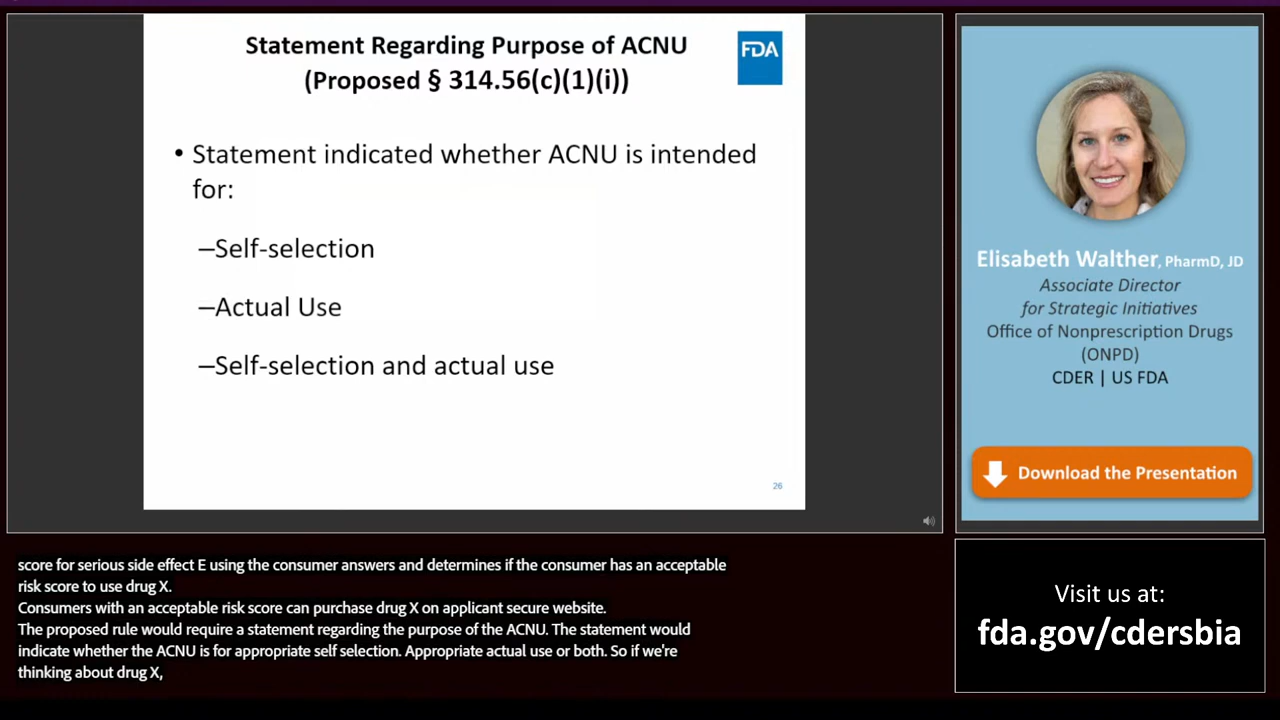 Statement Regarding Purpose of ACNU
(Proposed § 314.56(c)(1)(i))
FDA
• Statement indicated whether ACNU is intended
for:
–Self-selection
–Actual Use
–Self-selection and actual use
26
Elisabeth Walther, PharmD, JD
Associate Director
for Strategic Initiatives
Office of Nonprescription Drugs
(ONPD)
CDER | US FDA
Download the Presentation
score for serious side effect E using the consumer answers and determines if the consumer has an acceptable
risk score to use drug X.
Consumers with an acceptable risk score can purchase drug X on applicant secure website.
The proposed rule would require a statement regarding the purpose of the ACNU. The statement would
indicate whether the ACNU is for appropriate self selection. Appropriate actual use or both. So if we're
thinking about drug X,
Visit us at:
fda.gov/cdersbia